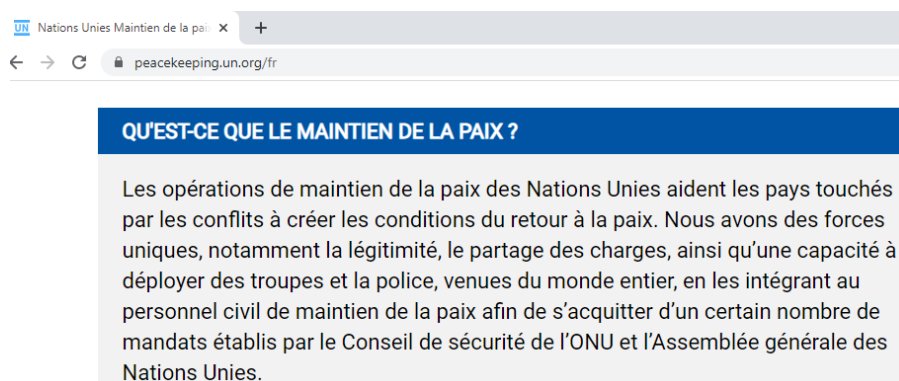 UN Nations Unies Maintien de la pai
peacekeeping.un.org/fr
QU'EST-CE QUE LE MAINTIEN DE LA PAIX ?
Les opérations de maintien de la paix des Nations Unies aident les pays touchés
par les conflits à créer les conditions du retour à la paix. Nous avons des forces
uniques, notamment la légitimité, le partage des charges, ainsi qu’une capacité à
déployer des troupes et la police, venues du monde entier, en les intégrant au
personnel civil de maintien de la paix afin de s’acquitter d’un certain nombre de
mandats établis par le Conseil de sécurité de l’ONU et l’Assemblée générale des
Nations Unies.